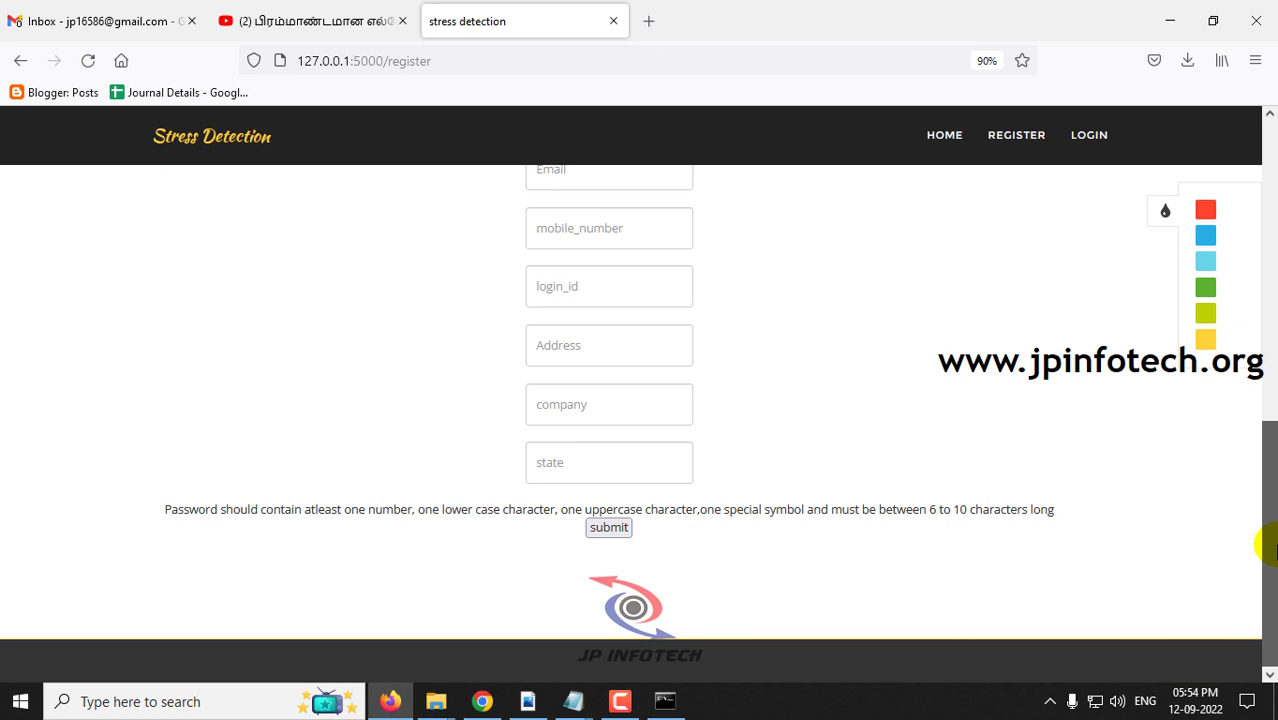 Inbox - jp16586@gmail.com - G
(2) பிரம்மாண்டமான எல்
stress detection
127.0.0.1:5000/register
90%
Blogger: Posts
Journal Details - Googl...
Stress Detection
HOME
REGISTER
LOGIN
Email
mobile_number
login_id
Address
www.jpinfotech.org
company
state
Password should contain atleast one number, one lower case character, one uppercase character,one special symbol and must be between 6 to 10 characters long
submit
JP INFOTECH
Type here to search
ENG
05:54 PM
12-09-2022